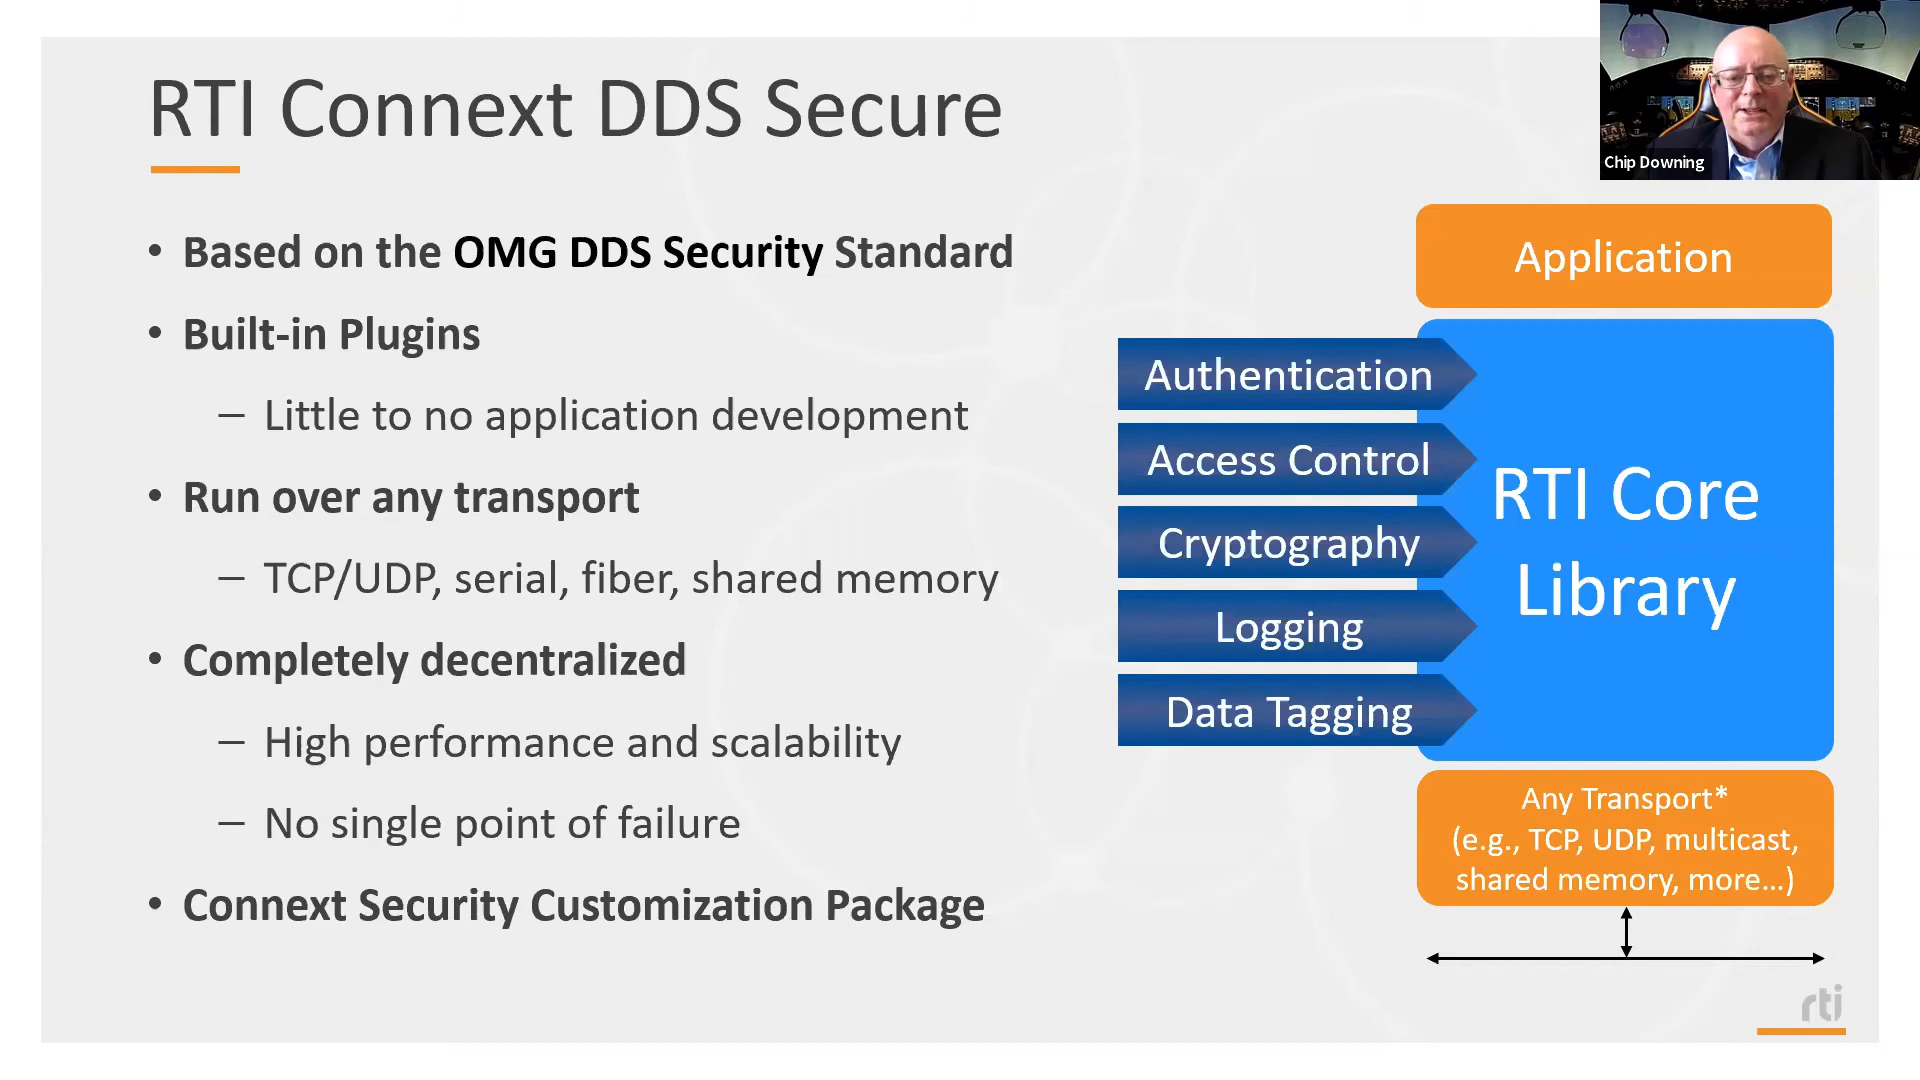 RTI Connext DDS Secure
Chip Downing
• Based on the OMG DDS Security Standard
• Built-in Plugins
– Little to no application development
• Run over any transport
– TCP/UDP, serial, fiber, shared memory
• Completely decentralized
– High performance and scalability
– No single point of failure
• Connext Security Customization Package
Application
Authentication
Access Control
Cryptography
Logging
Data Tagging
RTI Core
Library
Any Transport*
(e.g., TCP, UDP, multicast,
shared memory, more...)
rti